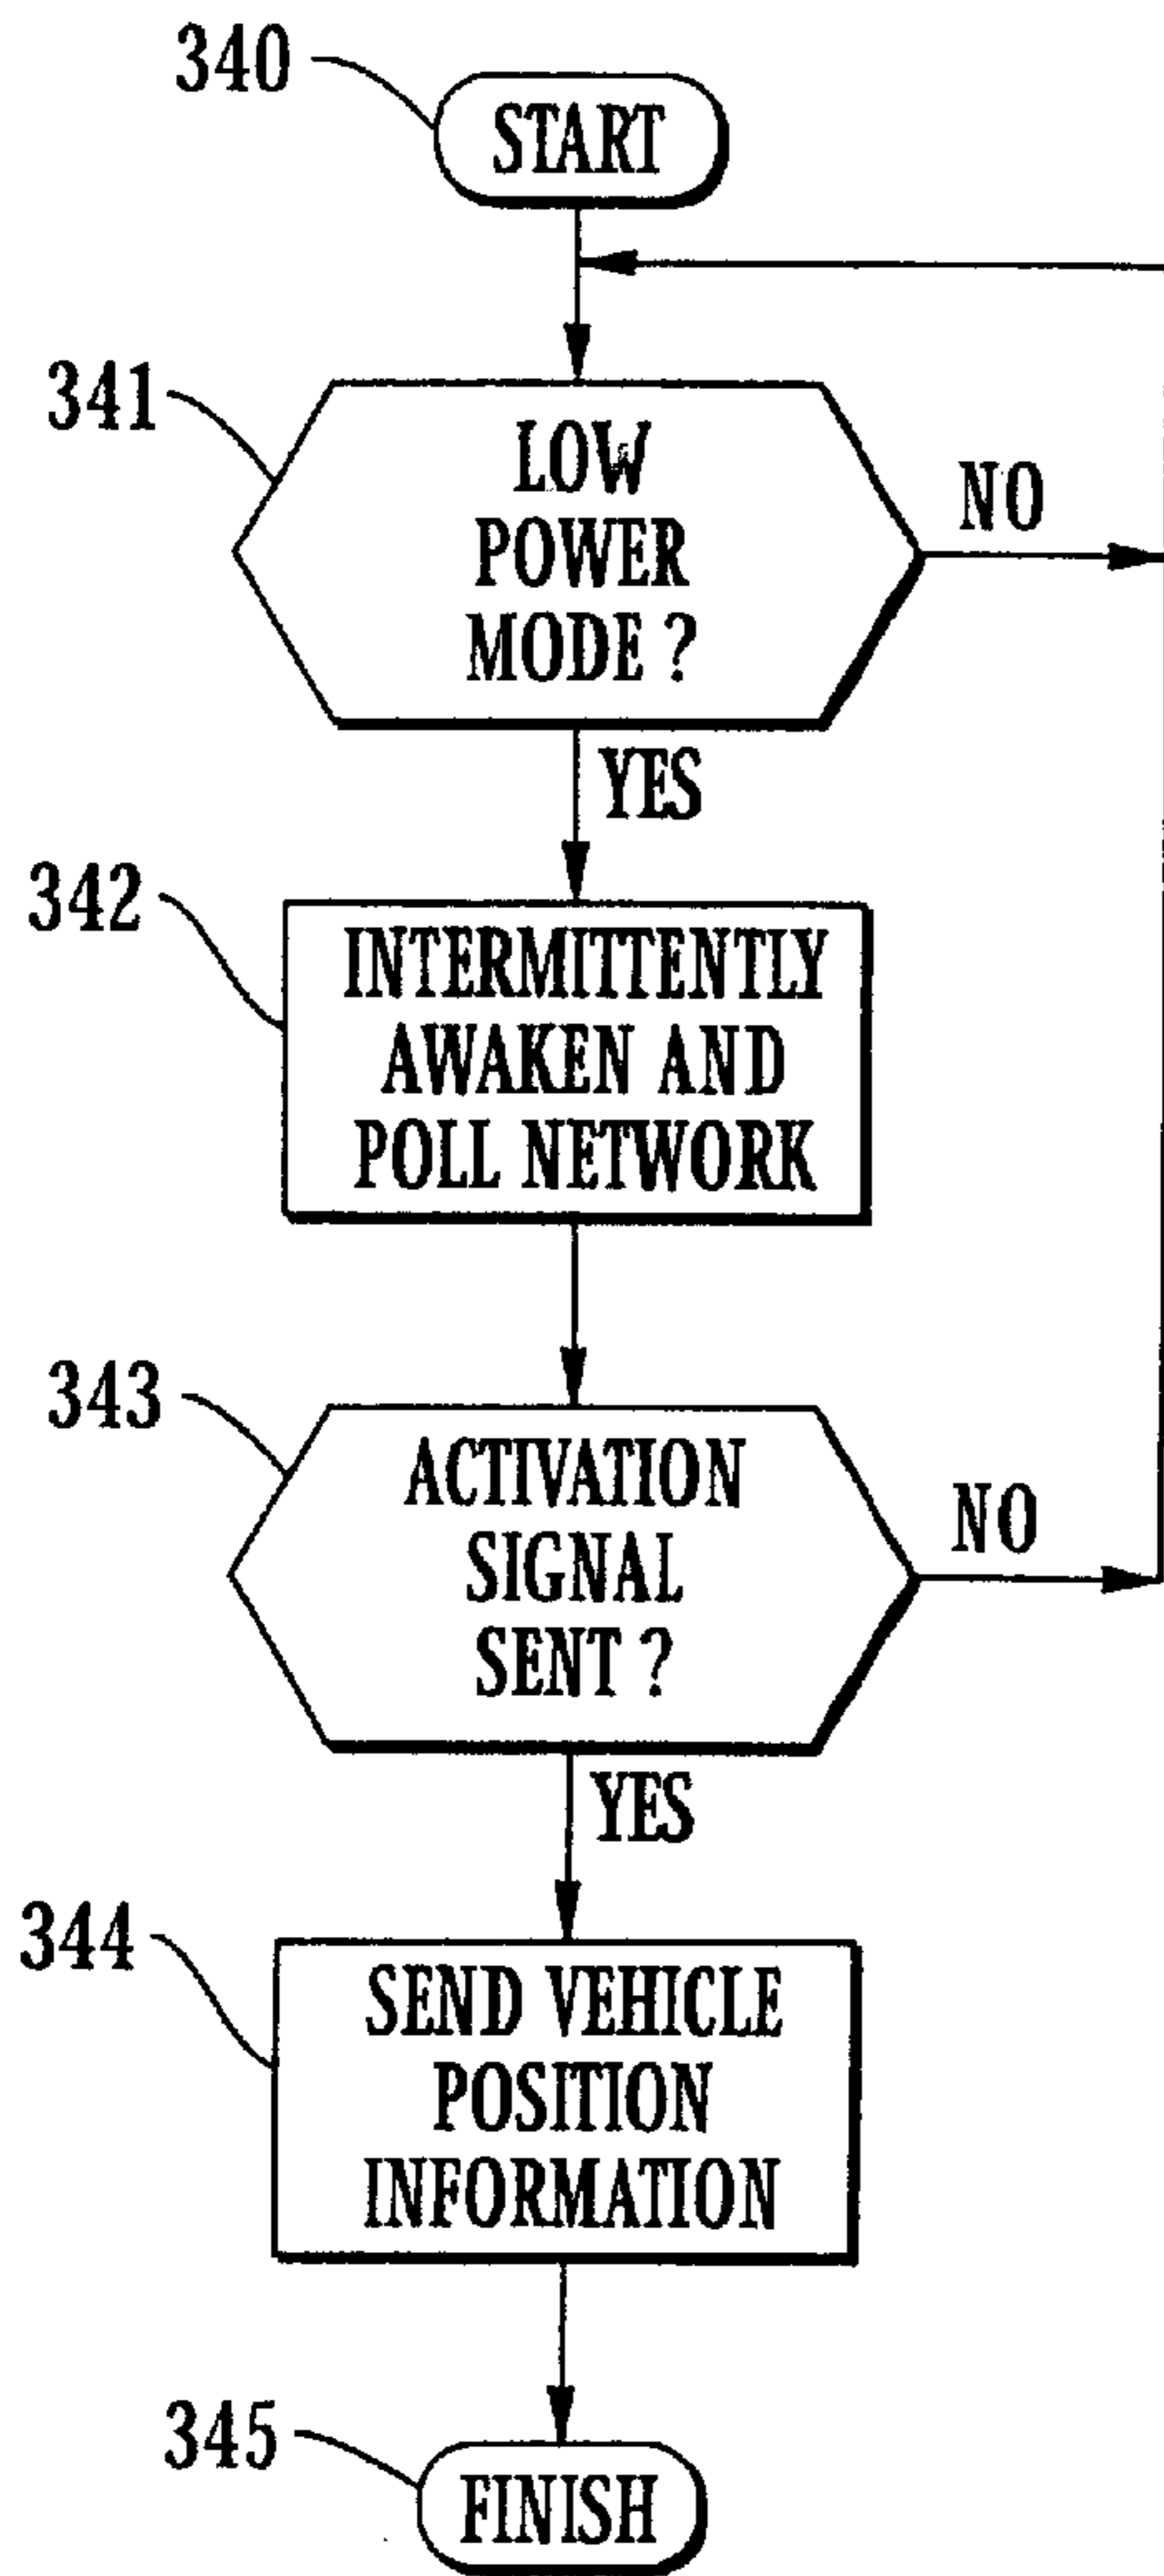 340
START
341
LOW
POWER
MODE ?
NO
YES
342
INTERMITTENTLY
AWAKEN AND
POLL NETWORK
343
ACTIVATION
SIGNAL
SENT ?
NO
YES
344
SEND VEHICLE
POSITION
INFORMATION
345
FINISH